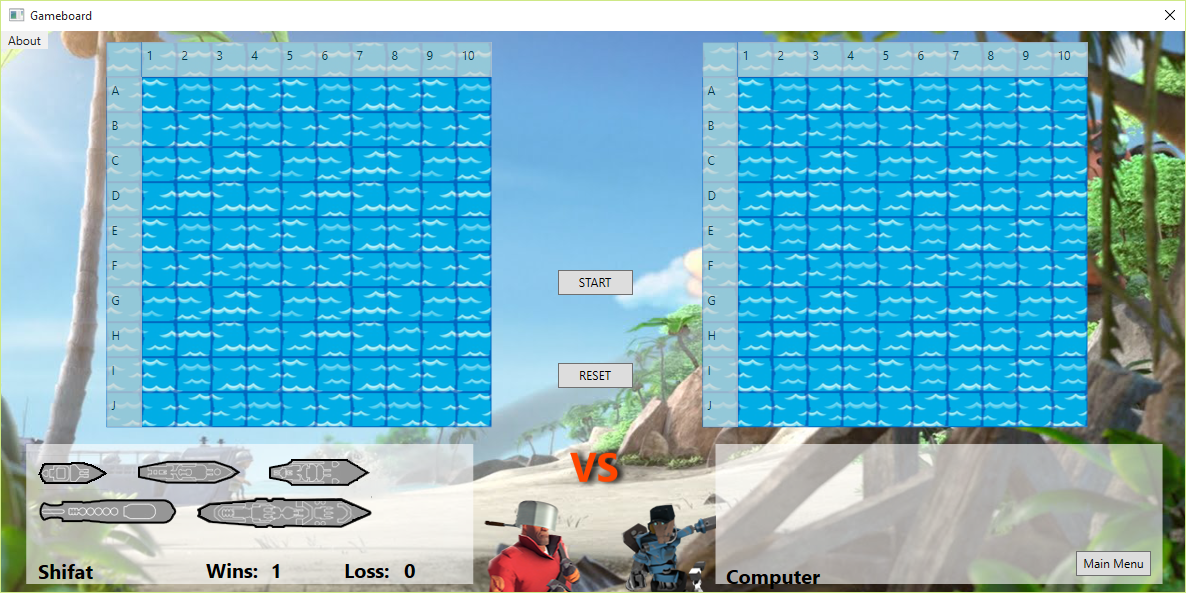 Gameboard
About
1 2 3 4 5 6 7 8 9 10
A
B
C
D
E
F
G
H
I
J
1 2 3 4 5 6 7 8 9 10
A
B
C
D
E
F
G
H
I
J
START
RESET
VS
Shifat Wins: 1 Loss: 0
Computer
Main Menu